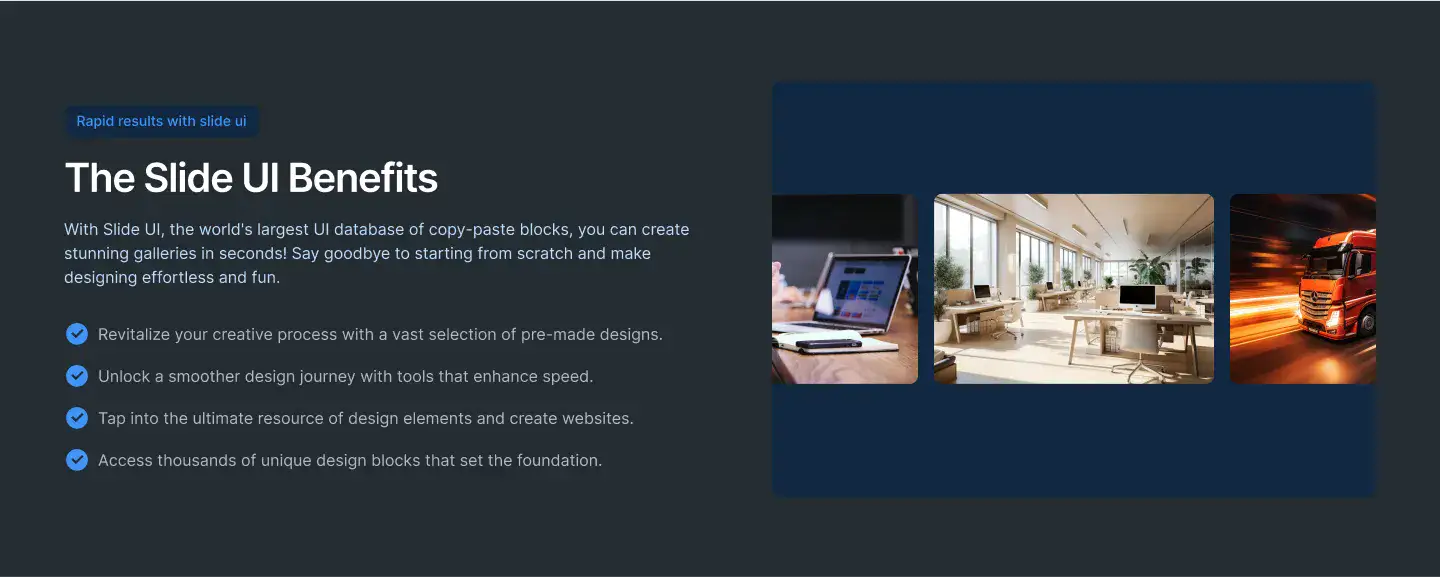 Rapid results with slide ui
The Slide UI Benefits
With Slide UI, the world's largest UI database of copy-paste blocks, you can create
stunning galleries in seconds! Say goodbye to starting from scratch and make
designing effortless and fun.
Revitalize your creative process with a vast selection of pre-made designs.
Unlock a smoother design journey with tools that enhance speed.
Tap into the ultimate resource of design elements and create websites.
Access thousands of unique design blocks that set the foundation.